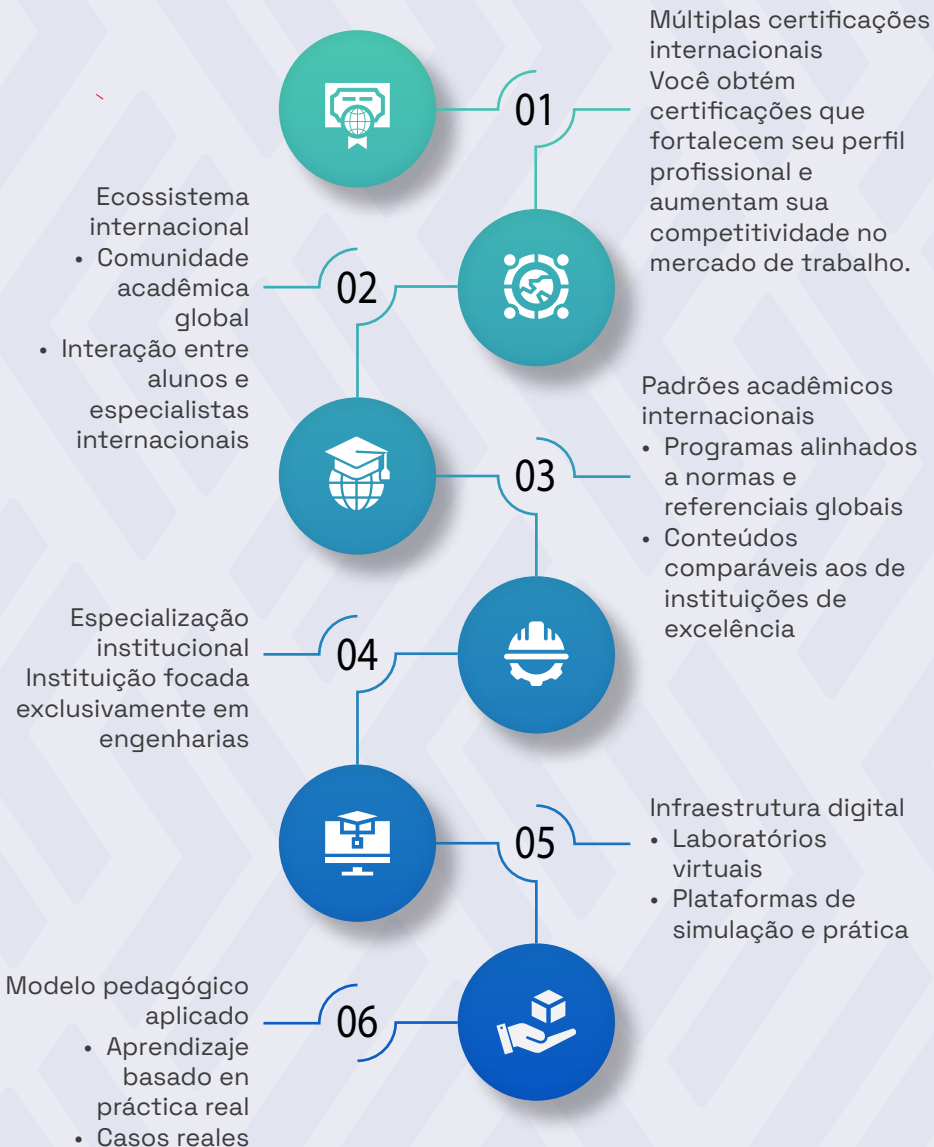 01
Múltiplas certificações
internacionais
Você obtém
certificações que
fortalecem seu perfil
profissional e
aumentam sua
competitividade no
mercado de trabalho.
02
Ecossistema
internacional
• Comunidade
acadêmica
global
• Interação entre
alunos e
especialistas
internacionais
03
Padrões acadêmicos
internacionais
• Programas alinhados
a normas e
referenciais globais
• Conteúdos
comparáveis aos de
instituições de
excelência
04
Especialização
institucional
Instituição focada
exclusivamente em
engenharias
05
Infraestrutura digital
• Laboratórios
virtuais
• Plataformas de
simulação e prática
06
Modelo pedagógico
aplicado
• Aprendizaje
basado en
práctica real
• Casos reales